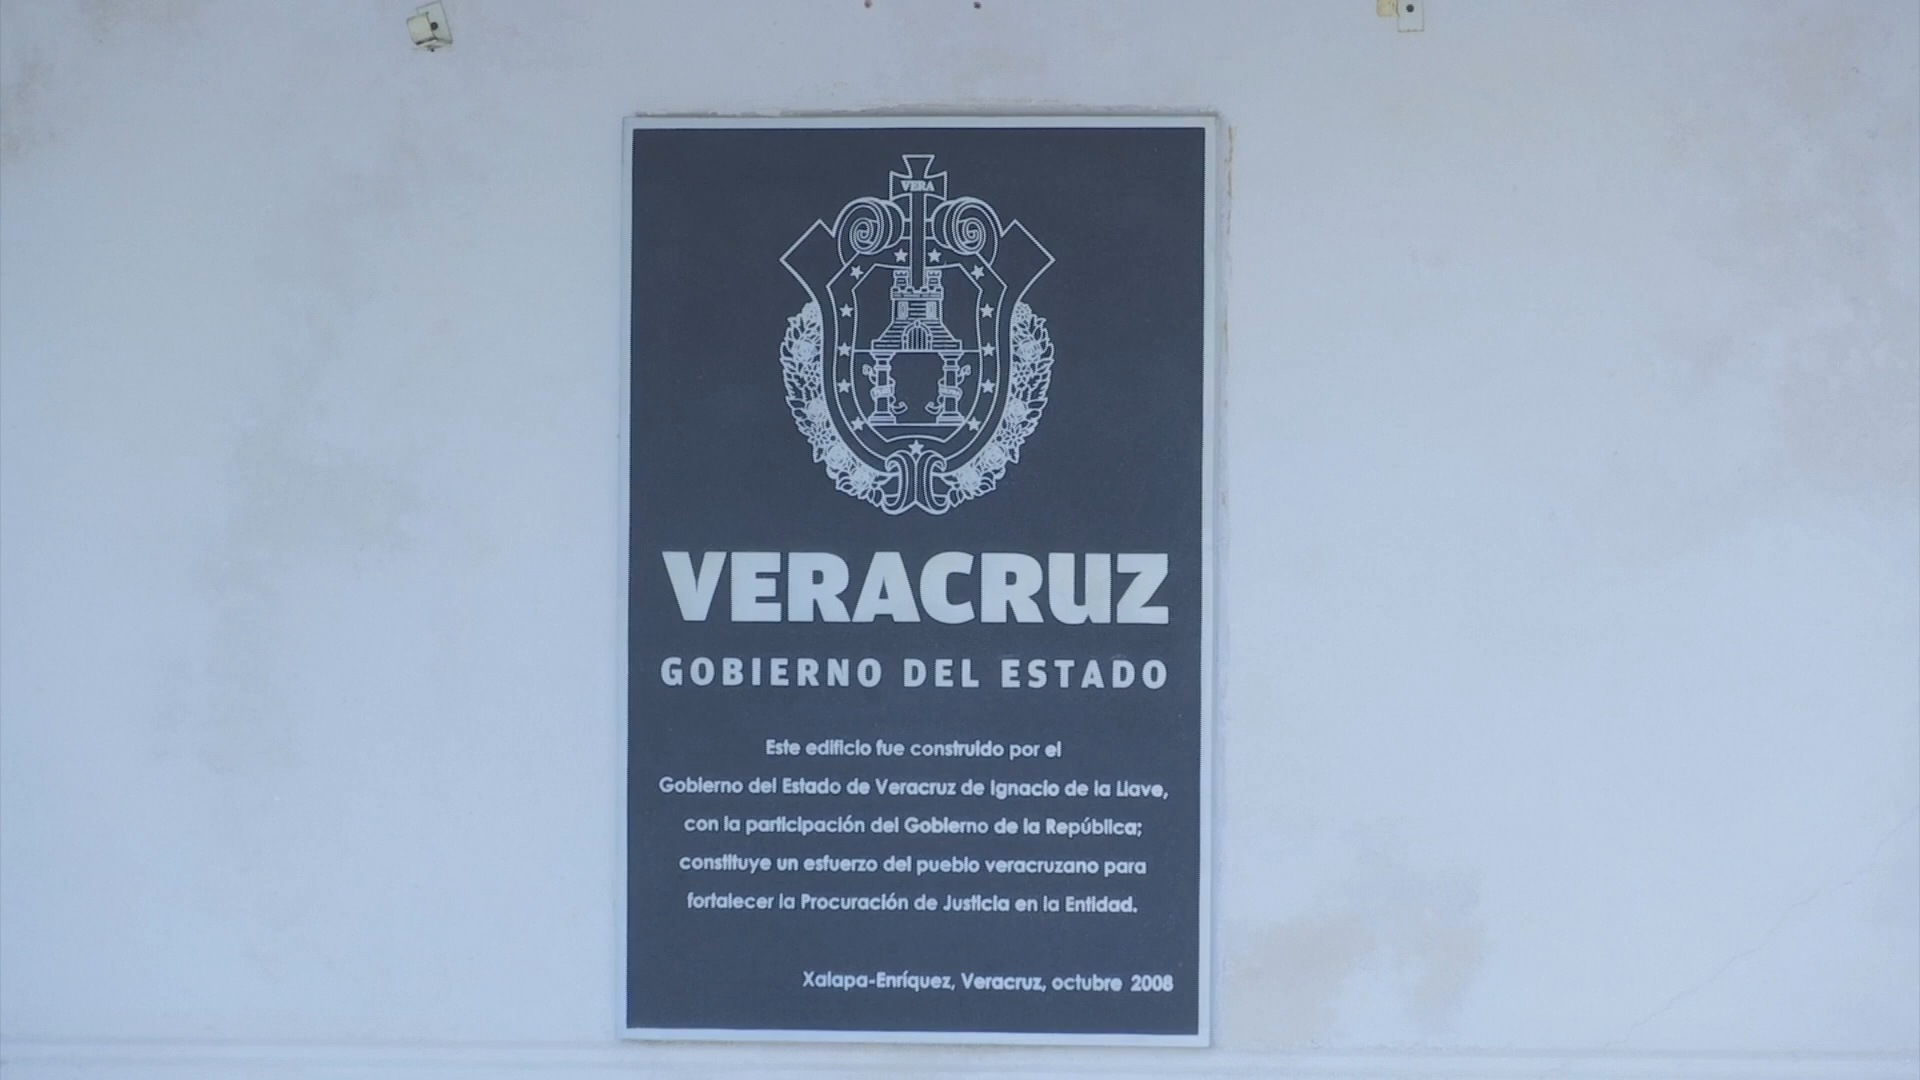 VERA
VERACRUZ
GOBIERNO DEL ESTADO
Este edificio fue construido por el
Gobierno del Estado de Veracruz de Ignacio de la Llave,
con la participación del Gobierno de la República;
constituye un esfuerzo del pueblo veracruzano para
fortalecer la Procuración de Justicia en la Entidad.
Xalapa-Enríquez, Veracruz, octubre 2008